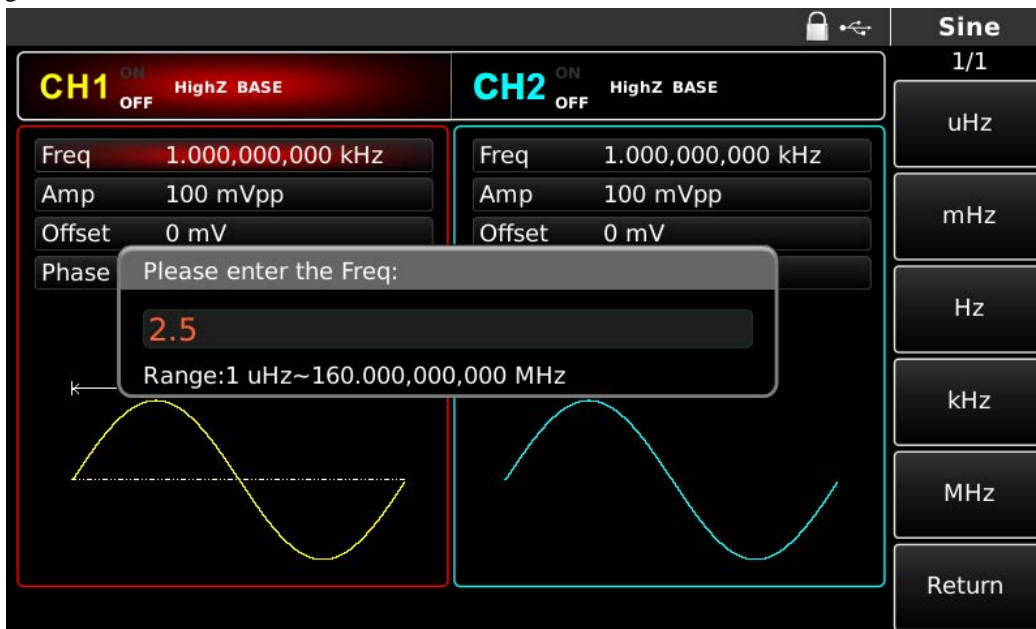 Sine
1/1
CH1 ON OFF HighZ BASE
CH2 ON OFF HighZ BASE
Freq 1.000,000,000 kHz
Amp 100 mVpp
Offset 0 mV
Phase
Freq 1.000,000,000 kHz
Amp 100 mVpp
Offset 0 mV
Please enter the Freq:
2.5
Range:1 uHz~160.000,000,000 MHz
uHz
mHz
Hz
kHz
MHz
Return